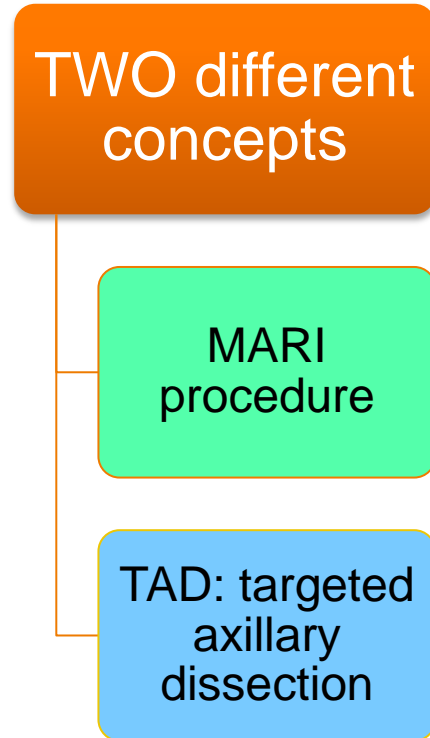 TWO different
concepts
MARI
procedure
TAD: targeted
axillary
dissection